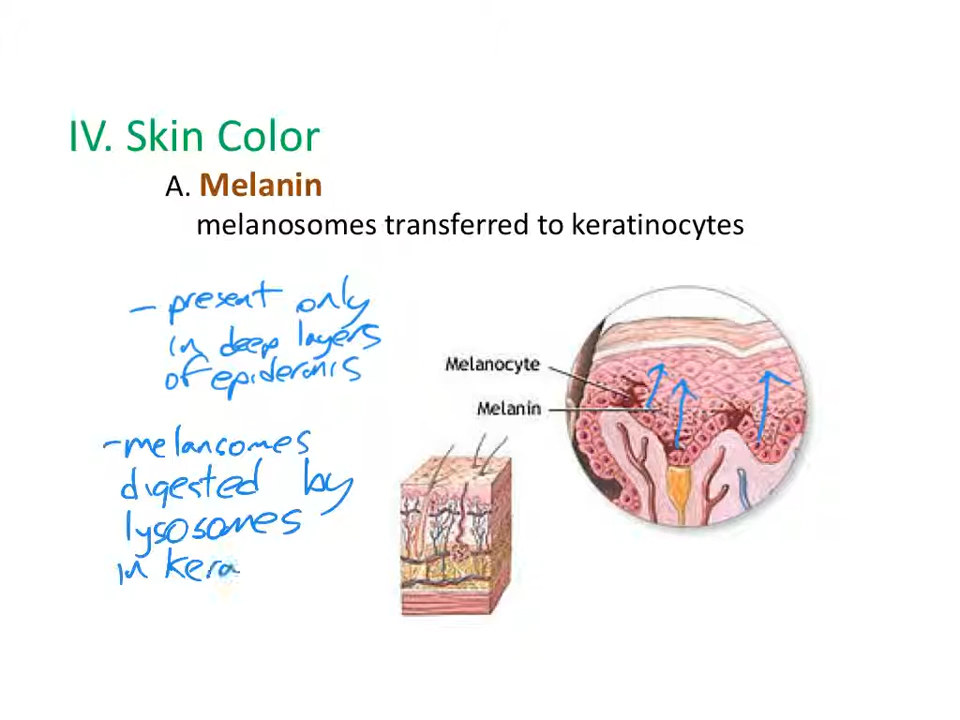 IV. Skin Color
A. Melanin
melanosomes transferred to keratinocytes
- present only
in deep layers
of epidermis
Melanocyte
Melanin
- melanosomes
digested by
lysosomes
in kera